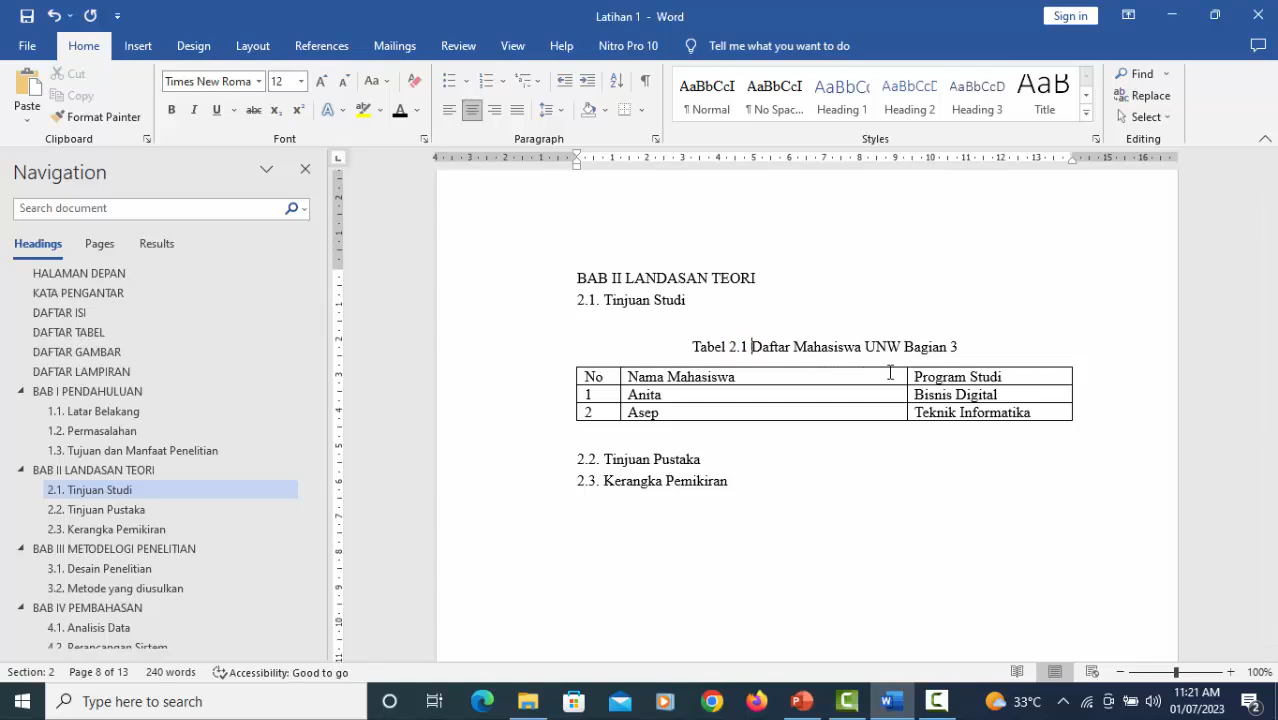 Latihan 1 - Word
Sign in
File Home Insert Design Layout References Mailings Review View Help Nitro Pro 10 Tell me what you want to do
Paste
Cut
Copy
Format Painter
Clipboard
Times New Roma 12
Font
Paragraph
AaBbCcI AaBbCcI AaBbC( AaBbCcI AaBbCcD AaB
¶ Normal ¶ No Spac... Heading 1 Heading 2 Heading 3 Title
Styles
Find
Replace
Select
Editing
Navigation
Search document
Headings Pages Results
HALAMAN DEPAN
KATA PENGANTAR
DAFTAR ISI
DAFTAR TABEL
DAFTAR GAMBAR
DAFTAR LAMPIRAN
BAB I PENDAHULUAN
1.1. Latar Belakang
1.2. Permasalahan
1.3. Tujuan dan Manfaat Penelitian
BAB II LANDASAN TEORI
2.1. Tinjuan Studi
2.2. Tinjuan Pustaka
2.3. Kerangka Pemikiran
BAB III METODELOGI PENELITIAN
3.1. Desain Penelitian
3.2. Metode yang diusulkan
BAB IV PEMBAHASAN
4.1. Analisis Data
4.2. Perancangan Sistem
BAB II LANDASAN TEORI
2.1. Tinjuan Studi
Tabel 2.1 Daftar Mahasiswa UNW Bagian 3
No Nama Mahasiswa Program Studi
1 Anita Bisnis Digital
2 Asep Teknik Informatika
2.2. Tinjuan Pustaka
2.3. Kerangka Pemikiran
Section: 2 Page 8 of 13 240 words Accessibility: Good to go 100%
Type here to search
33°C
11:21 AM
01/07/2023
2